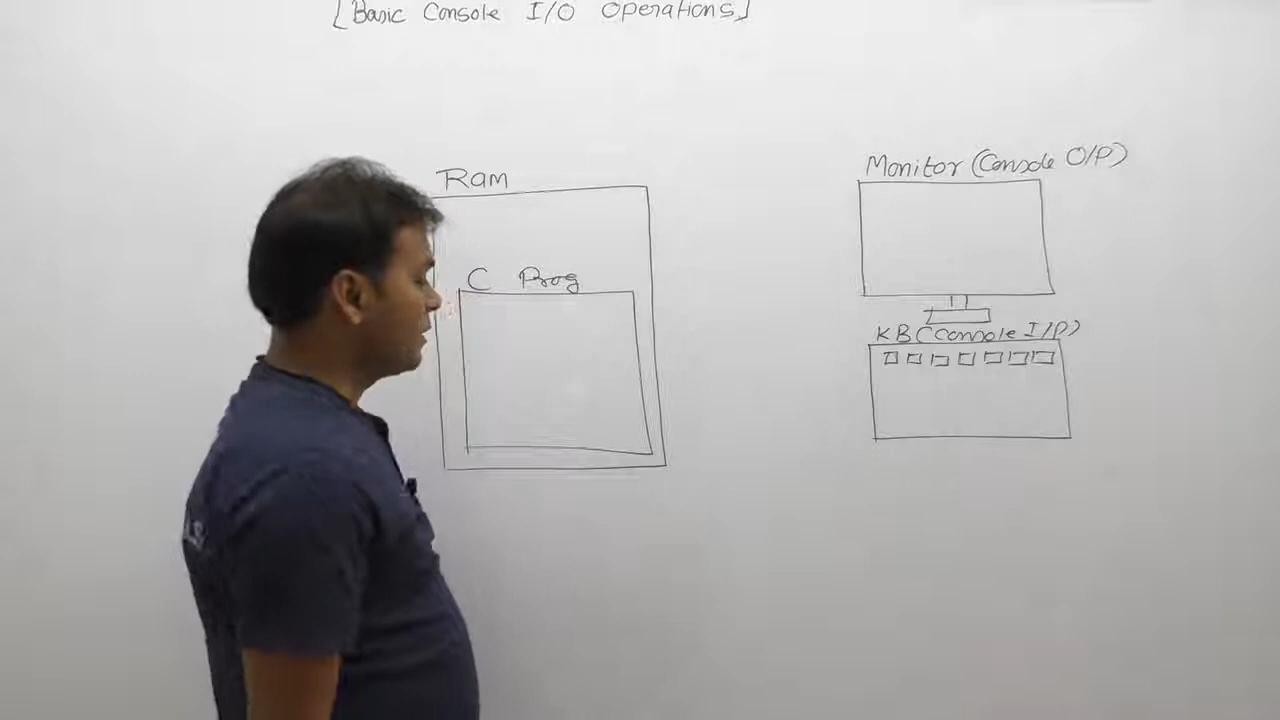 [Basic Console I/O Operations]
Ram
Monitor (Console O/P)
C Prog
KB (Console I/P)